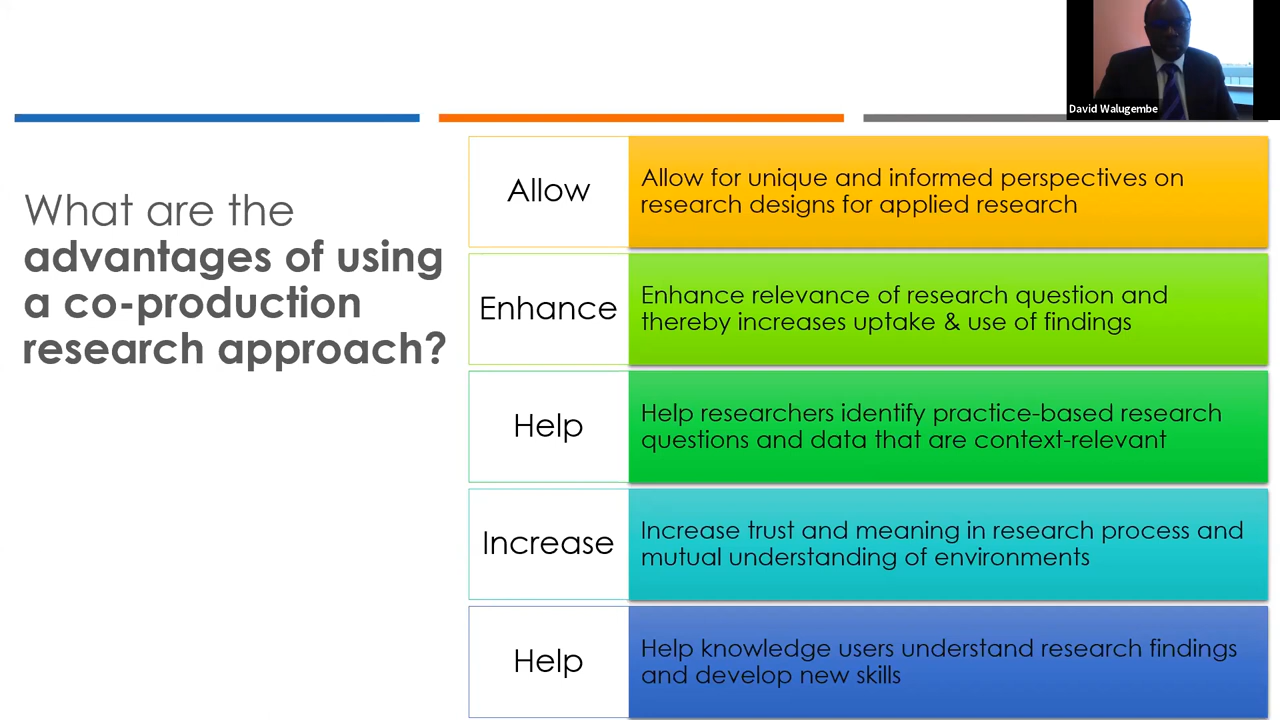 David Walugembe
What are the
advantages of using
a co-production
research approach?
Allow
Allow for unique and informed perspectives on
research designs for applied research
Enhance
Enhance relevance of research question and
thereby increases uptake & use of findings
Help
Help researchers identify practice-based research
questions and data that are context-relevant
Increase
Increase trust and meaning in research process and
mutual understanding of environments
Help
Help knowledge users understand research findings
and develop new skills